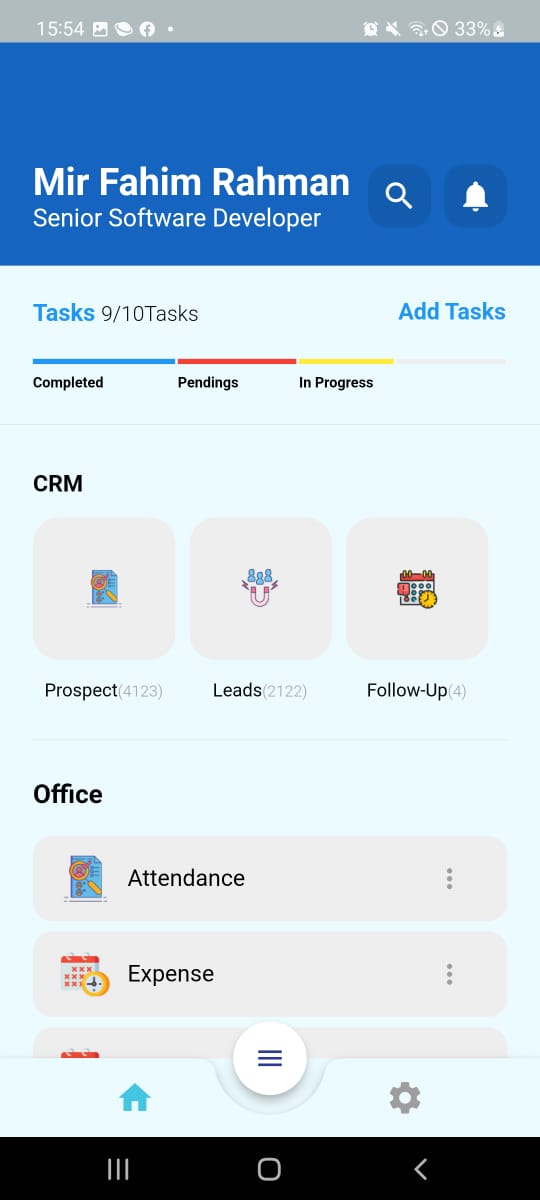 15:54
33%
Mir Fahim Rahman
Senior Software Developer
Tasks 9/10Tasks
Add Tasks
Completed
Pendings
In Progress
CRM
Prospect(4123)
Leads(2122)
Follow-Up(4)
Office
Attendance
Expense